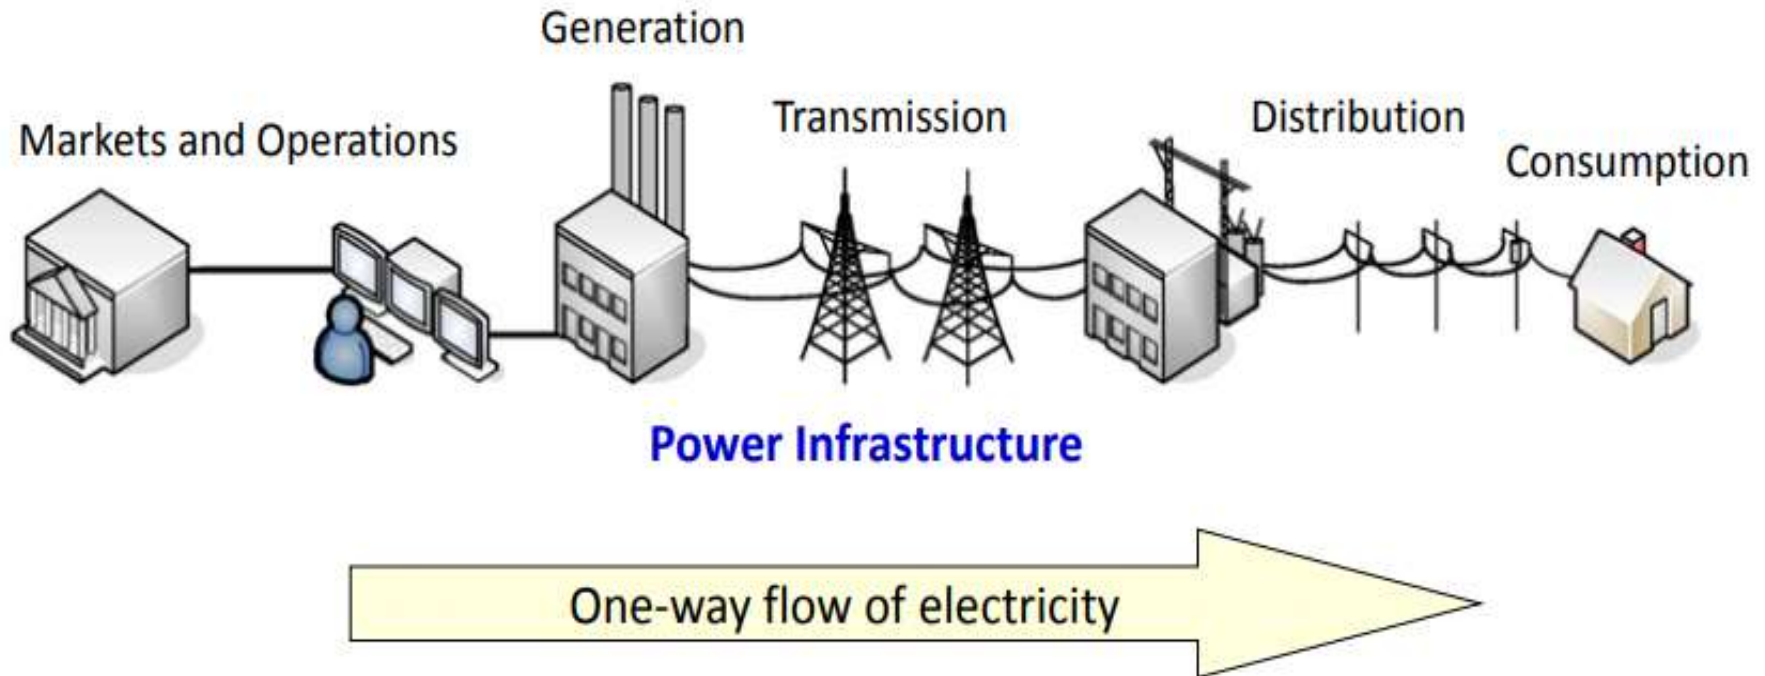 Generation
Markets and Operations
Transmission
Distribution
Consumption
Power Infrastructure
One-way flow of electricity